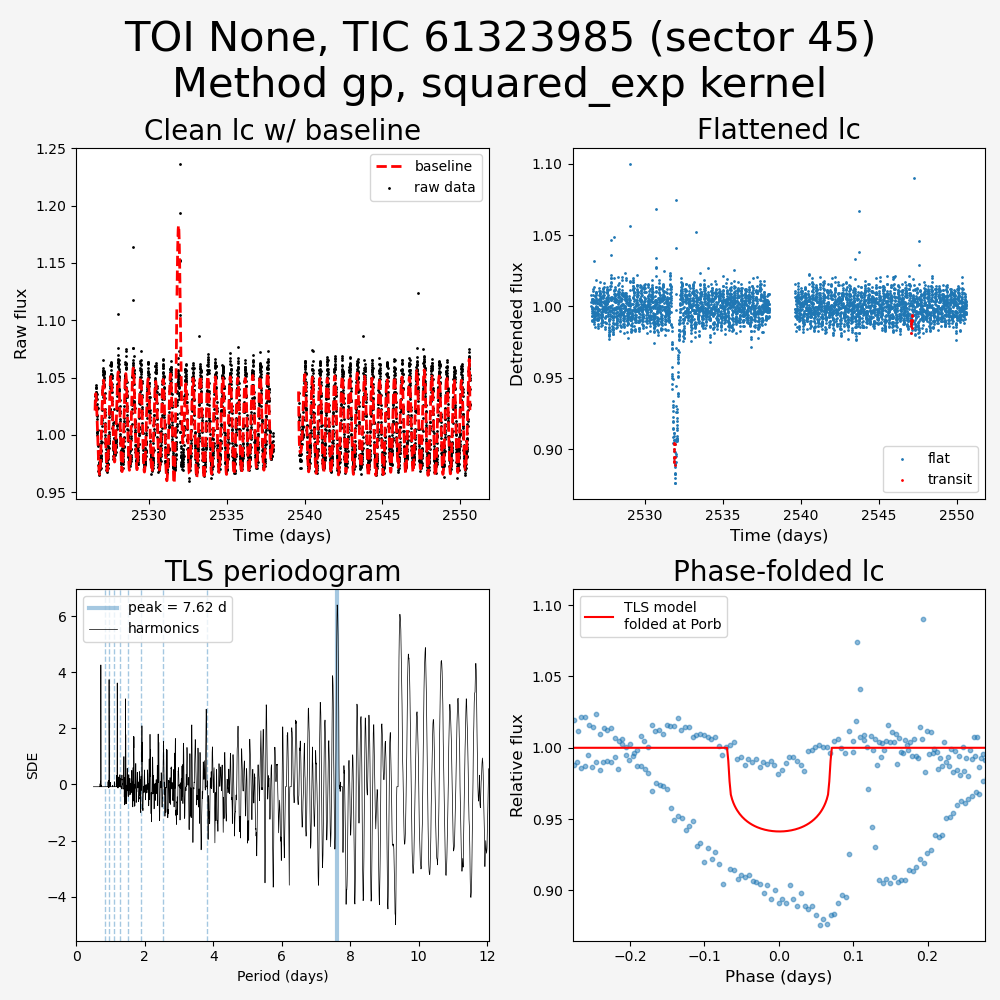 TOI None, TIC 61323985 (sector 45)
Method gp, squared_exp kernel
Clean lc w/ baseline
Raw flux
1.25
1.20
1.15
1.10
1.05
1.00
0.95
baseline
raw data
2530 2535 2540 2545 2550
Time (days)
Flattened lc
Detrended flux
1.10
1.05
1.00
0.95
0.90
flat
transit
2530 2535 2540 2545 2550
Time (days)
TLS periodogram
SDE
6
4
2
0
−2
−4
peak = 7.62 d
harmonics
0 2 4 6 8 10 12
Period (days)
Phase-folded lc
Relative flux
1.10
1.05
1.00
0.95
0.90
TLS model
folded at Porb
−0.2 −0.1 0.0 0.1 0.2
Phase (days)